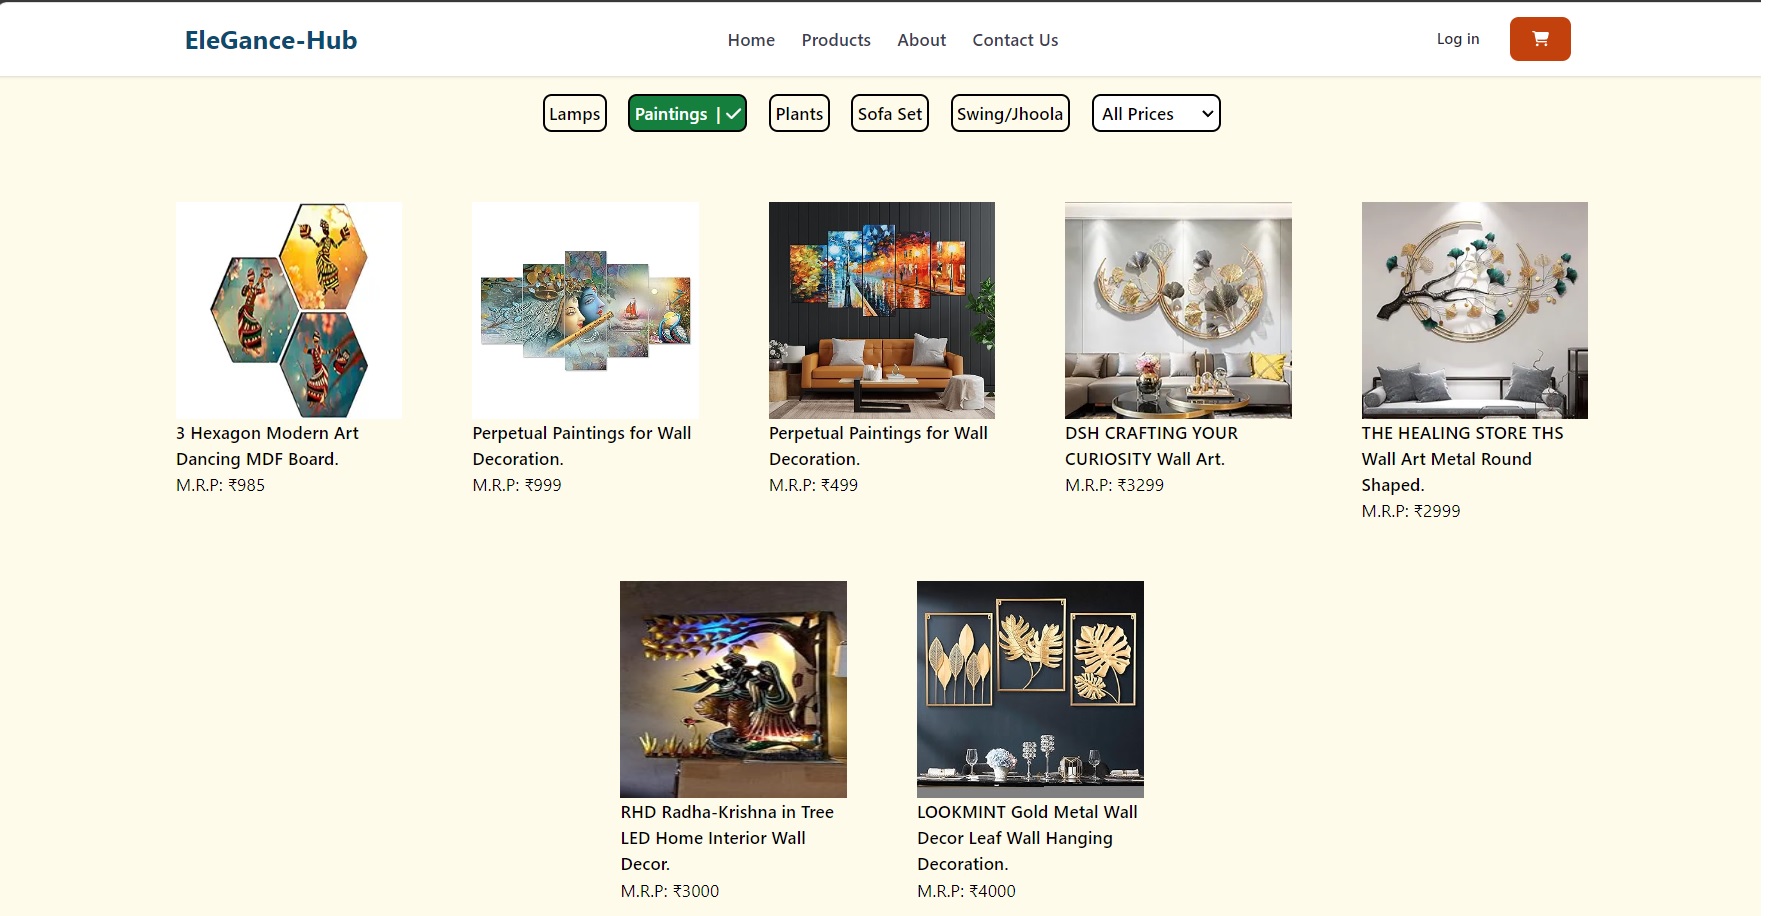 EleGance-Hub
Home Products About Contact Us
Log in
Lamps
Paintings |
Plants
Sofa Set
Swing/Jhoola
All Prices
3 Hexagon Modern Art
Dancing MDF Board.
M.R.P: ₹985
Perpetual Paintings for Wall
Decoration.
M.R.P: ₹999
Perpetual Paintings for Wall
Decoration.
M.R.P: ₹499
DSH CRAFTING YOUR
CURIOSITY Wall Art.
M.R.P: ₹3299
THE HEALING STORE THS
Wall Art Metal Round
Shaped.
M.R.P: ₹2999
RHD Radha-Krishna in Tree
LED Home Interior Wall
Decor.
M.R.P: ₹3000
LOOKMINT Gold Metal Wall
Decor Leaf Wall Hanging
Decoration.
M.R.P: ₹4000